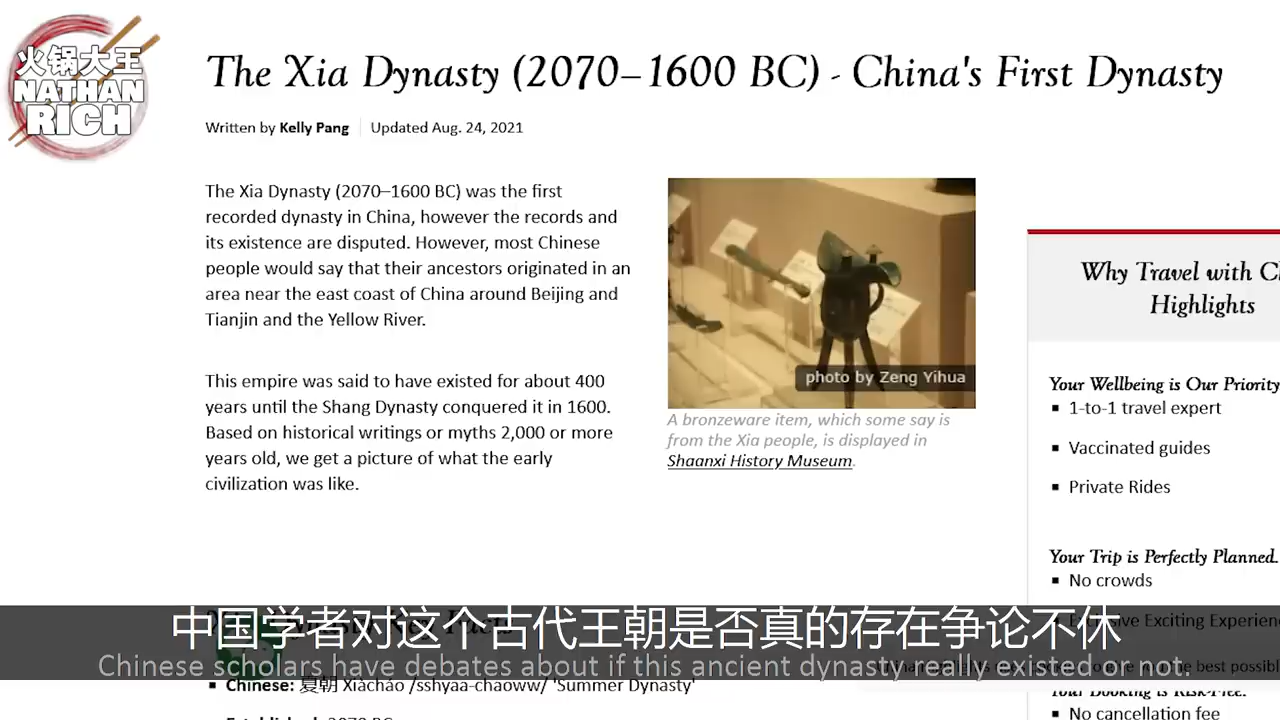 火锅大王
NATHAN
RICH
The Xia Dynasty (2070–1600 BC) - China's First Dynasty
Written by Kelly Pang
Updated Aug. 24, 2021
The Xia Dynasty (2070–1600 BC) was the first
recorded dynasty in China, however the records and
its existence are disputed. However, most Chinese
people would say that their ancestors originated in an
area near the east coast of China around Beijing and
Tianjin and the Yellow River.
This empire was said to have existed for about 400
years until the Shang Dynasty conquered it in 1600.
Based on historical writings or myths 2,000 or more
years old, we get a picture of what the early
civilization was like.
photo by Zeng Yihua
A bronzeware item, which some say is
from the Xia people, is displayed in
Shaanxi History Museum.
Why Travel with C
Highlights
Your Wellbeing is Our Priority
▪ 1-to-1 travel expert
▪ Vaccinated guides
▪ Private Rides
Your Trip is Perfectly Planned.
▪ No crowds
Exciting Experien
中国学者对这个古代王朝是否真的存在争论不休
Chinese scholars have debates about if this ancient dynasty really existed or not.
▪ Chinese: 夏朝 Xiàcháo /sshyaa-chaoww/ 'Summer Dynasty'
Your Booking is Risk-Free.
▪ No cancellation fee